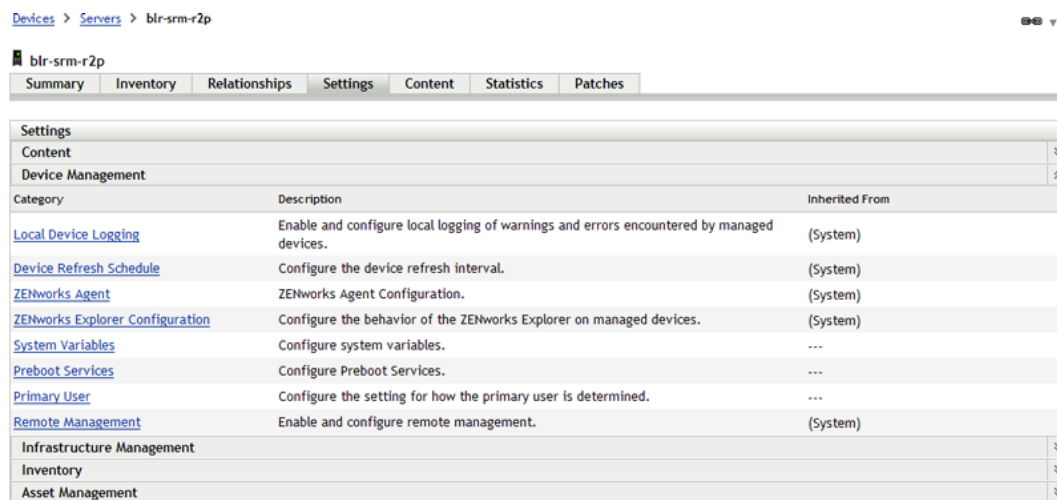 Devices > Servers > blr-srm-r2p
blr-srm-r2p
Summary Inventory Relationships Settings Content Statistics Patches
Settings
Content
Device Management
Category Description Inherited From
Local Device Logging Enable and configure local logging of warnings and errors encountered by managed devices. (System)
Device Refresh Schedule Configure the device refresh interval. (System)
ZENworks Agent ZENworks Agent Configuration. (System)
ZENworks Explorer Configuration Configure the behavior of the ZENworks Explorer on managed devices. (System)
System Variables Configure system variables. ---
Preboot Services Configure Preboot Services. ---
Primary User Configure the setting for how the primary user is determined. ---
Remote Management Enable and configure remote management. (System)
Infrastructure Management
Inventory
Asset Management